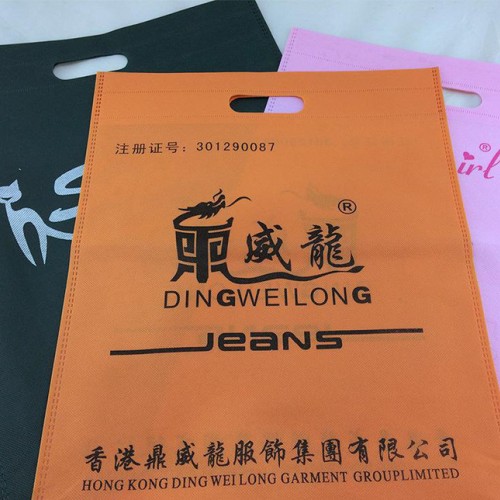 注册证号：301290087
鼎威龍®
DINGWEILONG
Jeans
香港鼎威龍服飾集團有限公司
HONG KONG DING WEI LONG GARMENT GROUPLIMITED
irl®